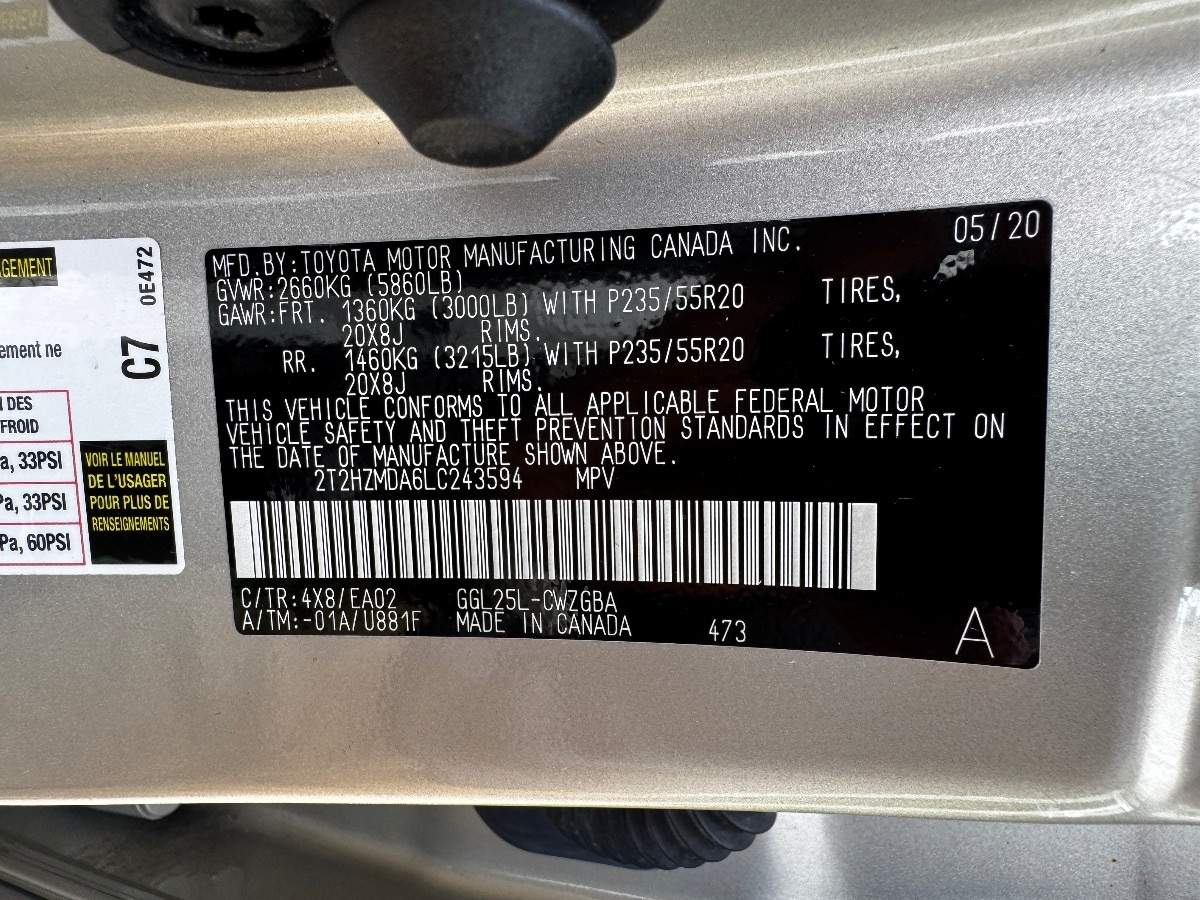 AGEMENT
0E472
C7
ement ne
DES
FROID
a, 33PSI
Pa, 33PSI
Pa, 60PSI
VOIR LE MANUEL
DE L'USAGER
POUR PLUS DE
RENSEIGNEMENTS
MFD.BY:TOYOTA MOTOR MANUFACTURING CANADA INC. 05/20
GVWR:2660KG (5860LB)
GAWR:FRT. 1360KG (3000LB) WITH P235/55R20 TIRES,
20X8J RIMS.
RR. 1460KG (3215LB) WITH P235/55R20 TIRES,
20X8J RIMS.
THIS VEHICLE CONFORMS TO ALL APPLICABLE FEDERAL MOTOR
VEHICLE SAFETY AND THEFT PREVENTION STANDARDS IN EFFECT ON
THE DATE OF MANUFACTURE SHOWN ABOVE.
2T2HZMDA6LC243594 MPV
C/TR:4X8/EA02 GGL25L-CWZGBA
A/TM:-01A/U881F MADE IN CANADA 473
A